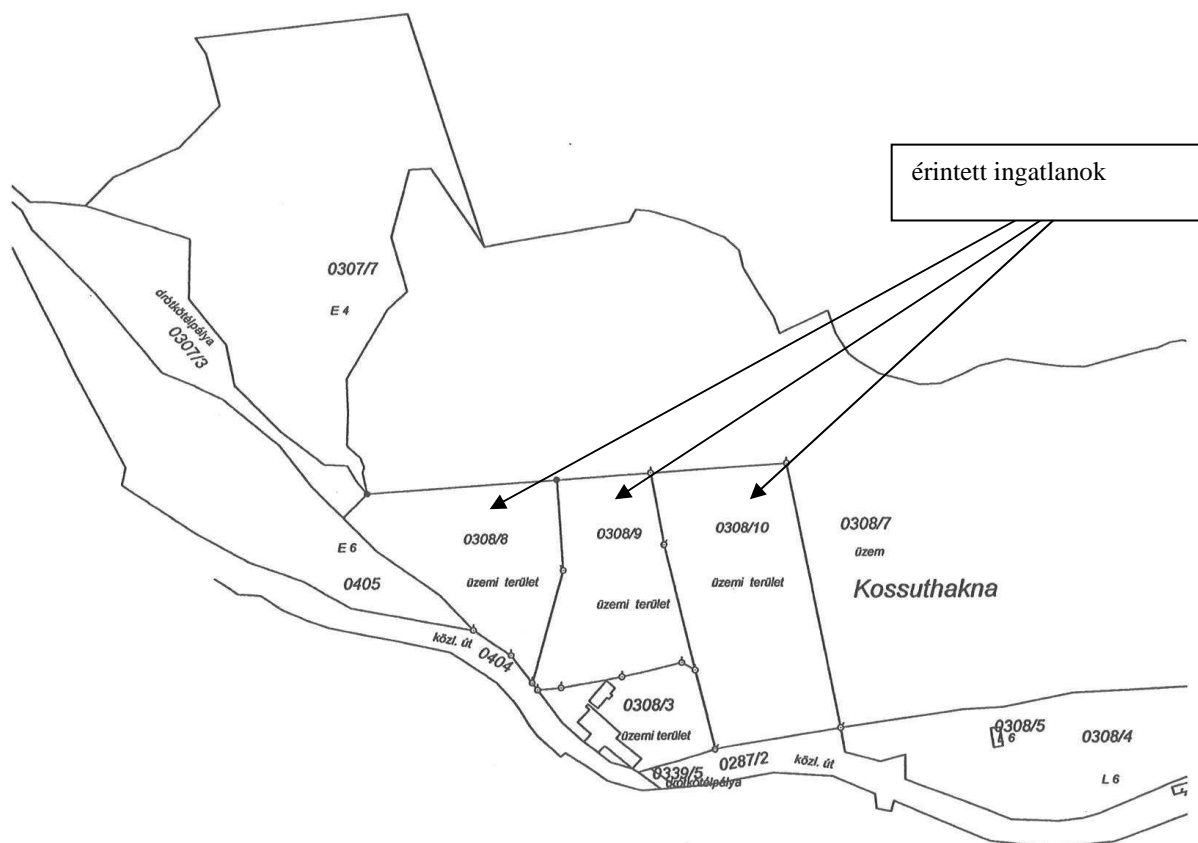 érintett ingatlanok
0307/7
E 4
drótkötélpálya
0307/3
0308/8
0308/9
0308/10
0308/7
üzem
E 6
0405
üzemi terület
üzemi terület
üzemi terület
Kossuthakna
közl. út
0404
0308/3
üzemi terület
0308/5
L 6
0308/4
0339/5
0287/2
közl. út
drótkötélpálya
L 6